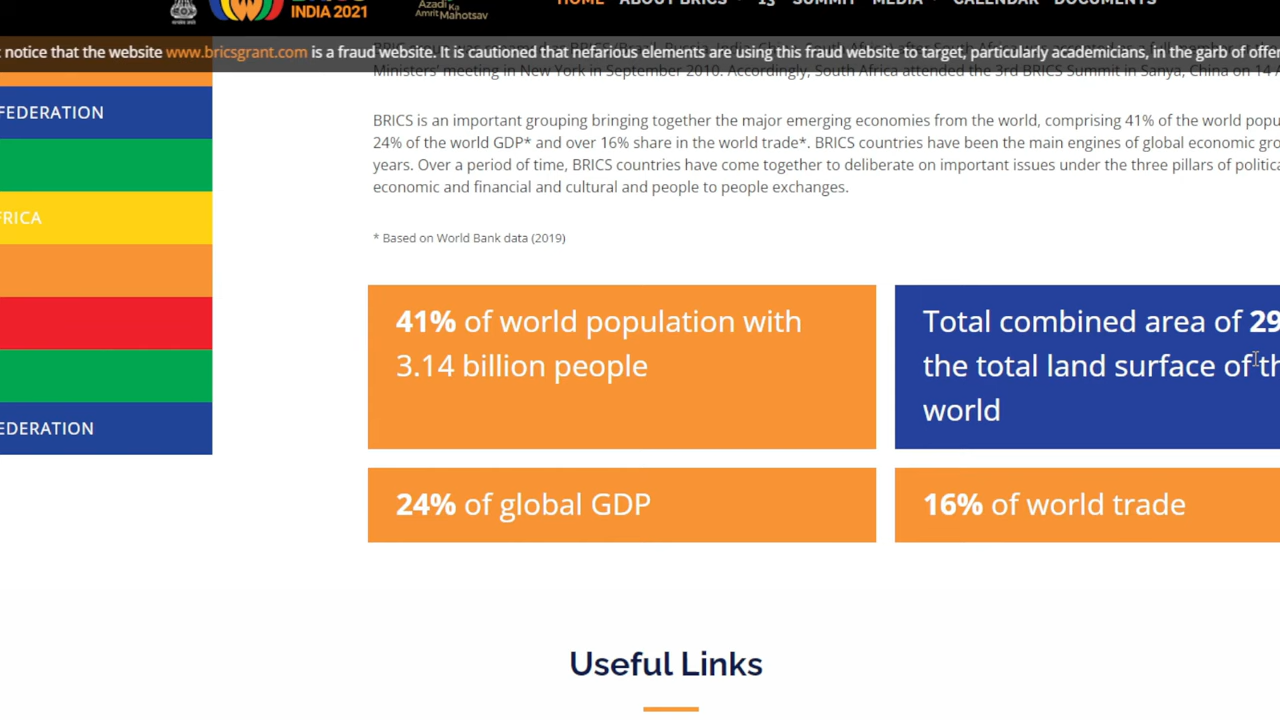 INDIA 2021
Azadi Ka
Amrit Mahotsav
HOME ABOUT BRICS 13 SUMMIT MEDIA CALENDAR DOCUMENTS
notice that the website www.bricsgrant.com is a fraud website. It is cautioned that nefarious elements are using this fraud website to target, particularly academicians, in the garb of offer
Ministers' meeting in New York in September 2010. Accordingly, South Africa attended the 3rd BRICS Summit in Sanya, China on 14
FEDERATION
FRICA
EDERATION
BRICS is an important grouping bringing together the major emerging economies from the world, comprising 41% of the world popu
24% of the world GDP* and over 16% share in the world trade*. BRICS countries have been the main engines of global economic gro
years. Over a period of time, BRICS countries have come together to deliberate on important issues under the three pillars of politica
economic and financial and cultural and people to people exchanges.
* Based on World Bank data (2019)
41% of world population with
3.14 billion people
Total combined area of 29
the total land surface of th
world
24% of global GDP
16% of world trade
Useful Links